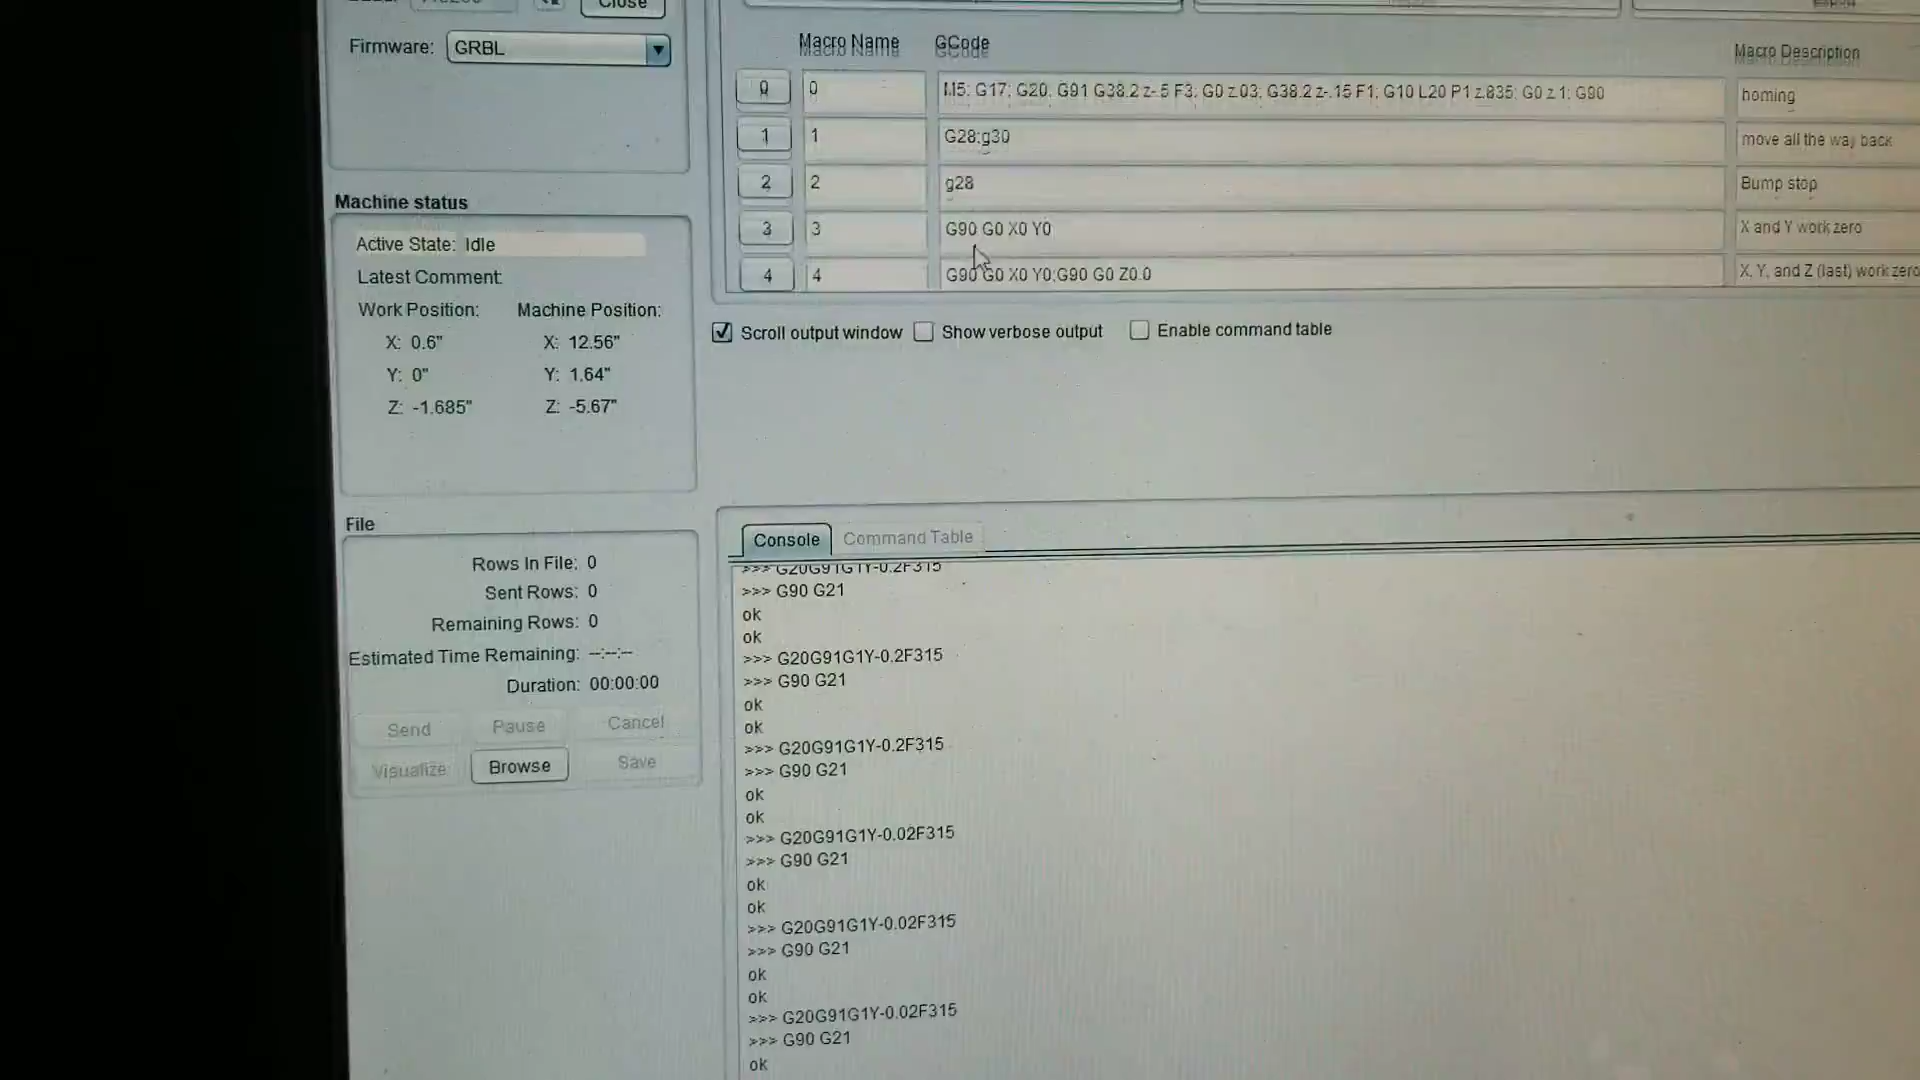 Close
Firmware: GRBL
Macro Name GCode Macro Description
0 0 M5; G17; G20; G91 G38.2 z-.5 F3; G0 z.03; G38.2 z-.15 F1; G10 L20 P1 z.835; G0 z.1; G90 homing
1 1 G28;g30 move all the way back
2 2 g28 Bump stop
3 3 G90 G0 X0 Y0 X and Y work zero
4 4 G90 G0 X0 Y0;G90 G0 Z0.0 X, Y, and Z (last) work zero
Scroll output window Show verbose output Enable command table
Machine status
Active State: Idle
Latest Comment:
Work Position: Machine Position:
X: 0.6" X: 12.56"
Y: 0" Y: 1.64"
Z: -1.685" Z: -5.67"
File
Rows In File: 0
Sent Rows: 0
Remaining Rows: 0
Estimated Time Remaining: --:--:--
Duration: 00:00:00
Send Pause Cancel
Visualize Browse Save
Console Command Table
>>> G20G91G1Y-0.2F315
>>> G90 G21
ok
ok
>>> G20G91G1Y-0.2F315
>>> G90 G21
ok
ok
>>> G20G91G1Y-0.2F315
>>> G90 G21
ok
ok
>>> G20G91G1Y-0.02F315
>>> G90 G21
ok
ok
>>> G20G91G1Y-0.02F315
>>> G90 G21
ok
ok
>>> G20G91G1Y-0.02F315
>>> G90 G21
ok